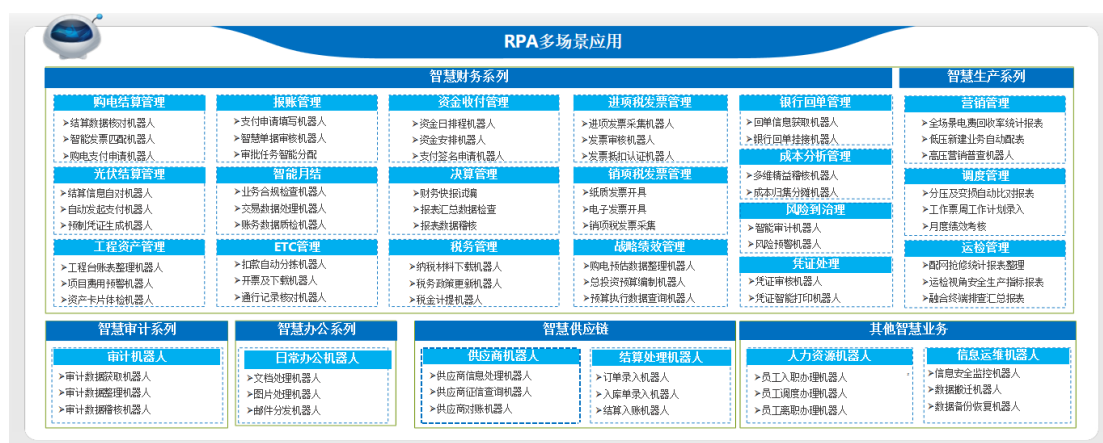 RPA多场景应用
智慧财务系列
购电结算管理
➢结算数据核对机器人
➢智能发票匹配机器人
➢购电支付申请机器人
报账管理
➢支付申请填写机器人
➢智慧单据审核机器人
➢审批任务智能分配
资金收付管理
➢资金日排程机器人
➢资金安排机器人
➢支付签名申请机器人
进项税发票管理
➢进项发票采集机器人
➢发票审核机器人
➢发票抵扣认证机器人
银行回单管理
➢回单信息获取机器人
➢银行回单挂接机器人
光伏结算管理
➢结算信息自对机器人
➢自动发起支付机器人
➢预制凭证生成机器人
智能月结
➢业务合规检查机器人
➢交易数据处理机器人
➢账务数据质检机器人
决算管理
➢财务快报试填
➢报表汇总数据检查
➢报表数据稽核
销项税发票管理
➢纸质发票开具
➢电子发票开具
➢销项税发票采集
成本分析管理
➢多维精益稽核机器人
➢成本归集分摊机器人
风险到治理
➢智能审计机器人
➢风险预警机器人
工程资产管理
➢工程台账表整理机器人
➢项目费用预警机器人
➢资产卡片体检机器人
ETC管理
➢扣款自动分拣机器人
➢开票及下载机器人
➢通行记录核对机器人
税务管理
➢纳税材料下载机器人
➢税务政策更新机器人
➢税金计提机器人
战略绩效管理
➢购电预估数据整理机器人
➢总投资预算编制机器人
➢预算执行数据查询机器人
凭证处理
➢凭证审核机器人
➢凭证智能打印机器人
智慧生产系列
营销管理
➢全场景电费回收率统计报表
➢低压新建业务自动配表
➢高压营销普查机器人
调度管理
➢分压及变损自动比对报表
➢工作票周工作计划录入
➢月度绩效考核
运检管理
➢配网抢修统计报表整理
➢运检视角安全生产指标报表
➢融合终端排查汇总报表
智慧审计系列
审计机器人
➢审计数据获取机器人
➢审计数据整理机器人
➢审计数据稽核机器人
智慧办公系列
日常办公机器人
➢文档处理机器人
➢图片处理机器人
➢邮件分发机器人
智慧供应链
供应商机器人
➢供应商信息处理机器人
➢供应商征信查询机器人
➢供应商对账机器人
结算处理机器人
➢订单录入机器人
➢入库单录入机器人
➢结算入账机器人
其他智慧业务
人力资源机器人
➢员工入职办理机器人
➢员工调度办理机器人
➢员工离职办理机器人
信息运维机器人
➢信息安全监控机器人
➢数据搬迁机器人
➢数据备份恢复机器人